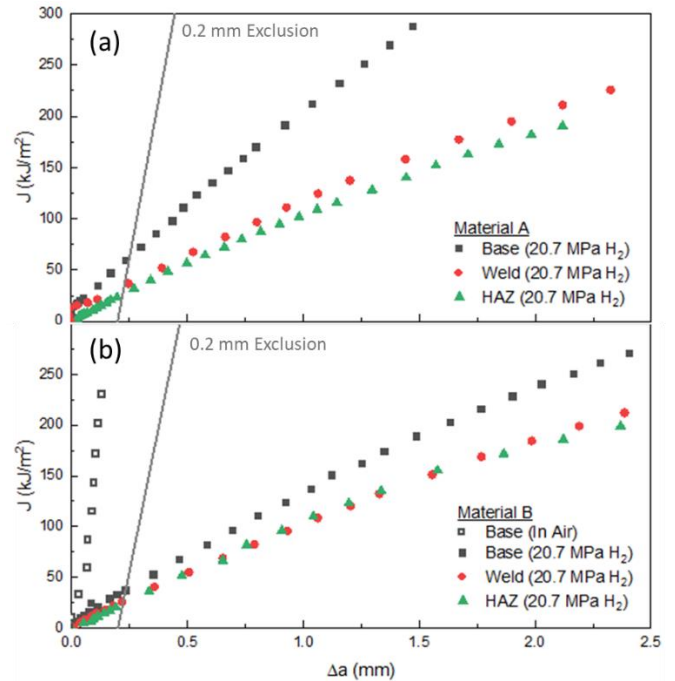 300
0.2 mm Exclusion
(a)
250
200
150
100
50
0
J (kJ/m²)
Material A
Base (20.7 MPa H₂)
Weld (20.7 MPa H₂)
HAZ (20.7 MPa H₂)
(b)
0.2 mm Exclusion
250
200
150
100
50
0
J (kJ/m²)
Material B
Base (In Air)
Base (20.7 MPa H₂)
Weld (20.7 MPa H₂)
HAZ (20.7 MPa H₂)
0.0 0.5 1.0 1.5 2.0 2.5
Δa (mm)